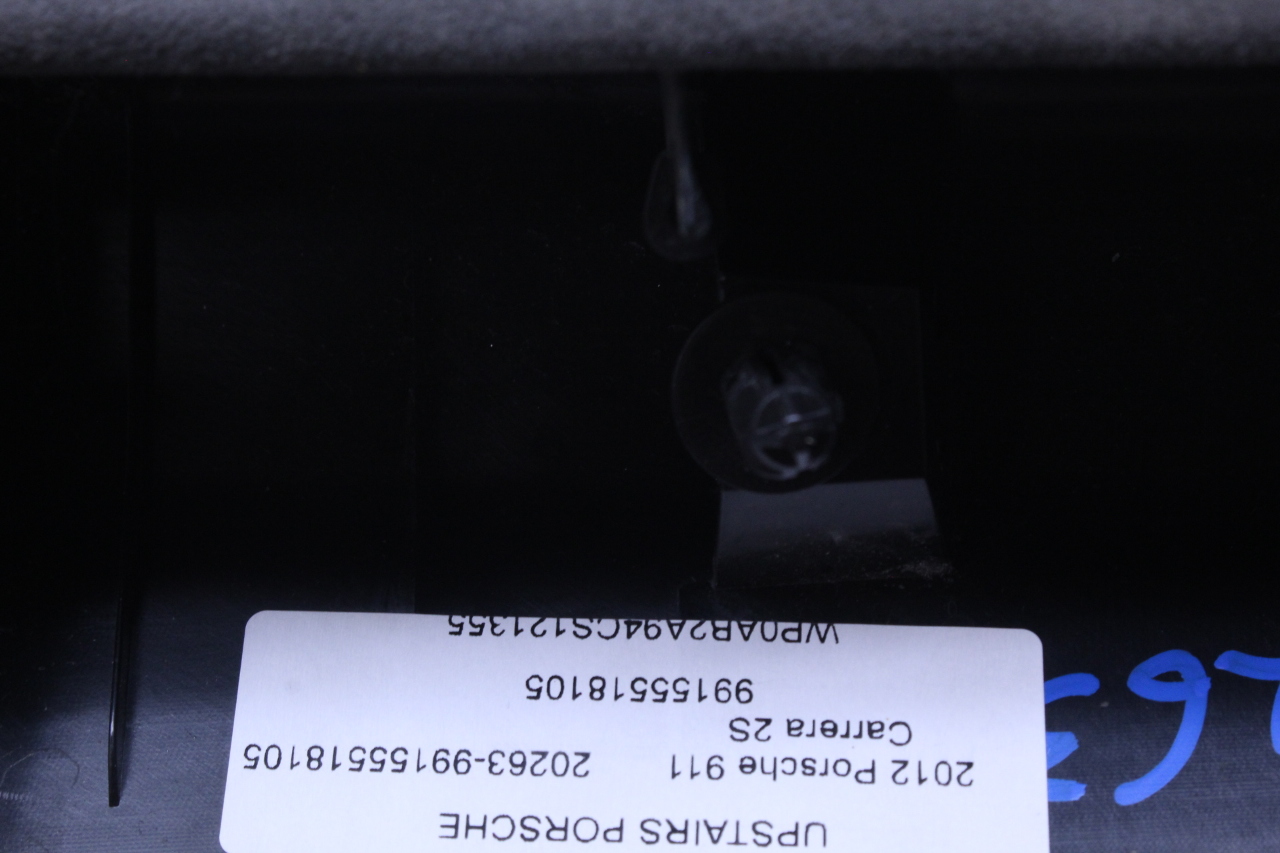 UPSTAIRS PORSCHE
2012 Porsche 911 20263-99155518105
Carrera 2S
99155518105
WP0AB2A94CS121355